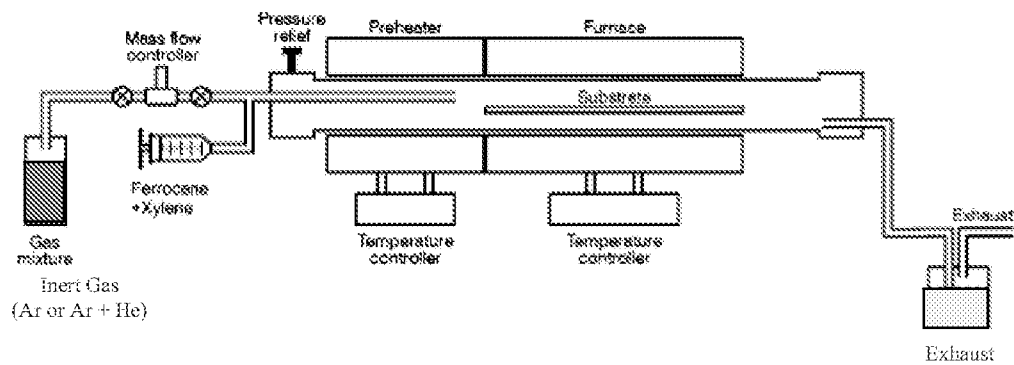 Pressure
relief
Preheater
Furnace
Mass flow
controller
Substrate
Ferrocene
+Xylene
Gas
mixture
Inert Gas
(Ar or Ar + He)
Temperature
controller
Temperature
controller
Exhaust
Exhaust